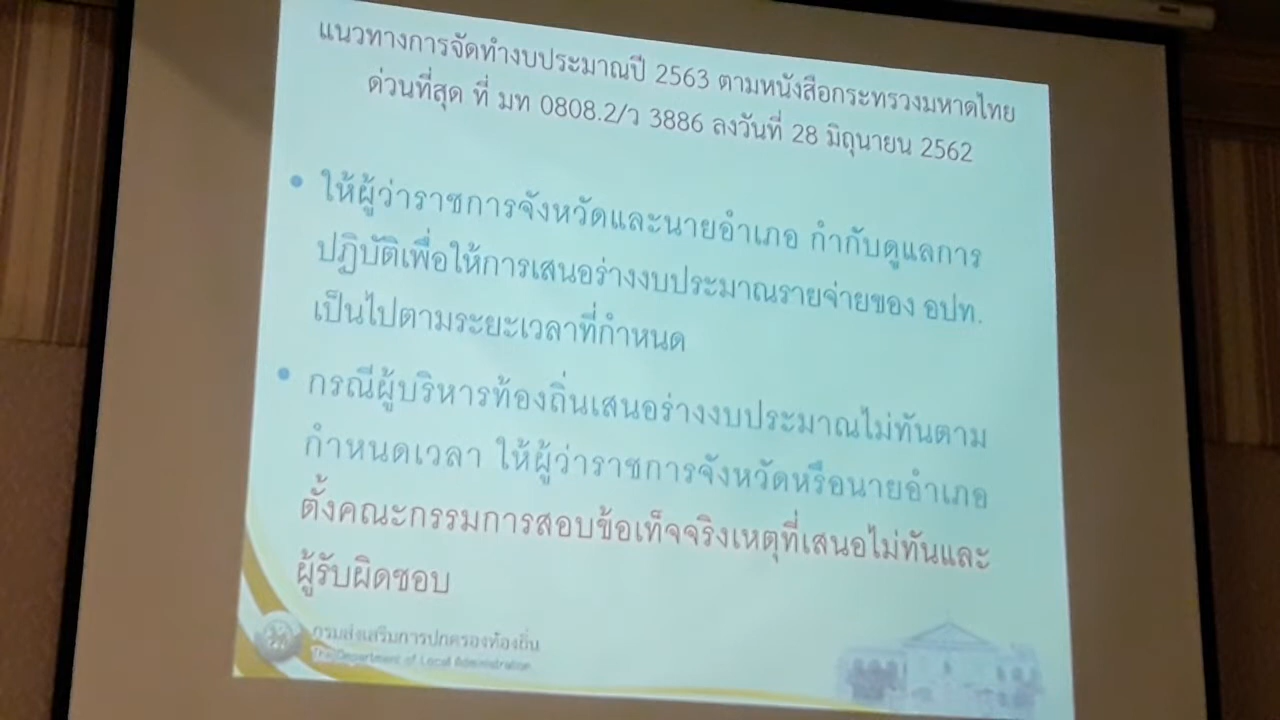 แนวทางการจัดทำงบประมาณปี 2563 ตามหนังสือกระทรวงมหาดไทย
ด่วนที่สุด ที่ มท 0808.2/ว 3886 ลงวันที่ 28 มิถุนายน 2562
• ให้ผู้ว่าราชการจังหวัดและนายอำเภอ กำกับดูแลการ
ปฏิบัติเพื่อให้การเสนอร่างงบประมาณรายจ่ายของ อปท.
เป็นไปตามระยะเวลาที่กำหนด
• กรณีผู้บริหารท้องถิ่นเสนอร่างงบประมาณไม่ทันตาม
กำหนดเวลา ให้ผู้ว่าราชการจังหวัดหรือนายอำเภอ
ตั้งคณะกรรมการสอบข้อเท็จจริงเหตุที่เสนอไม่ทันและ
ผู้รับผิดชอบ
กรมส่งเสริมการปกครองท้องถิ่น
The Department of Local Administration